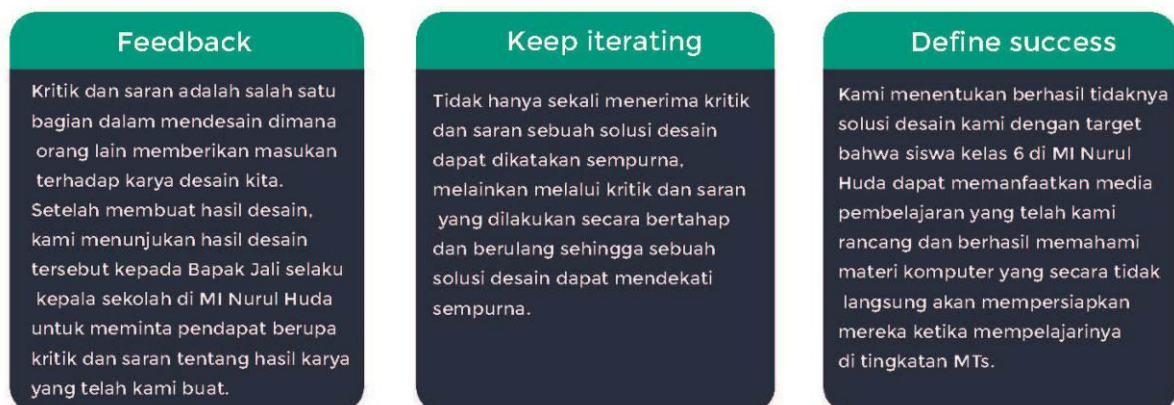 Feedback
Kritik dan saran adalah salah satu
bagian dalam mendesain dimana
orang lain memberikan masukan
terhadap karya desain kita.
Setelah membuat hasil desain,
kami menunjukan hasil desain
tersebut kepada Bapak Jali selaku
kepala sekolah di MI Nurul Huda
untuk meminta pendapat berupa
kritik dan saran tentang hasil karya
yang telah kami buat.
Keep iterating
Tidak hanya sekali menerima kritik
dan saran sebuah solusi desain
dapat dikatakan sempurna,
melainkan melalui kritik dan saran
yang dilakukan secara bertahap
dan berulang sehingga sebuah
solusi desain dapat mendekati
sempurna.
Define success
Kami menentukan berhasil tidaknya
solusi desain kami dengan target
bahwa siswa kelas 6 di MI Nurul
Huda dapat memanfaatkan media
pembelajaran yang telah kami
rancang dan berhasil memahami
materi komputer yang secara tidak
langsung akan mempersiapkan
mereka ketika mempelajarinya
di tingkatan MTs.